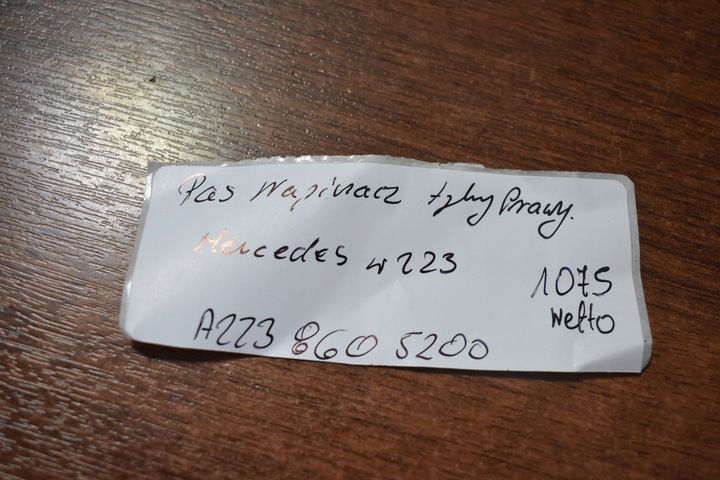 Pas Napinacz tylny Prawy.
Mercedes w223
1075
Netto
A223 860 5200